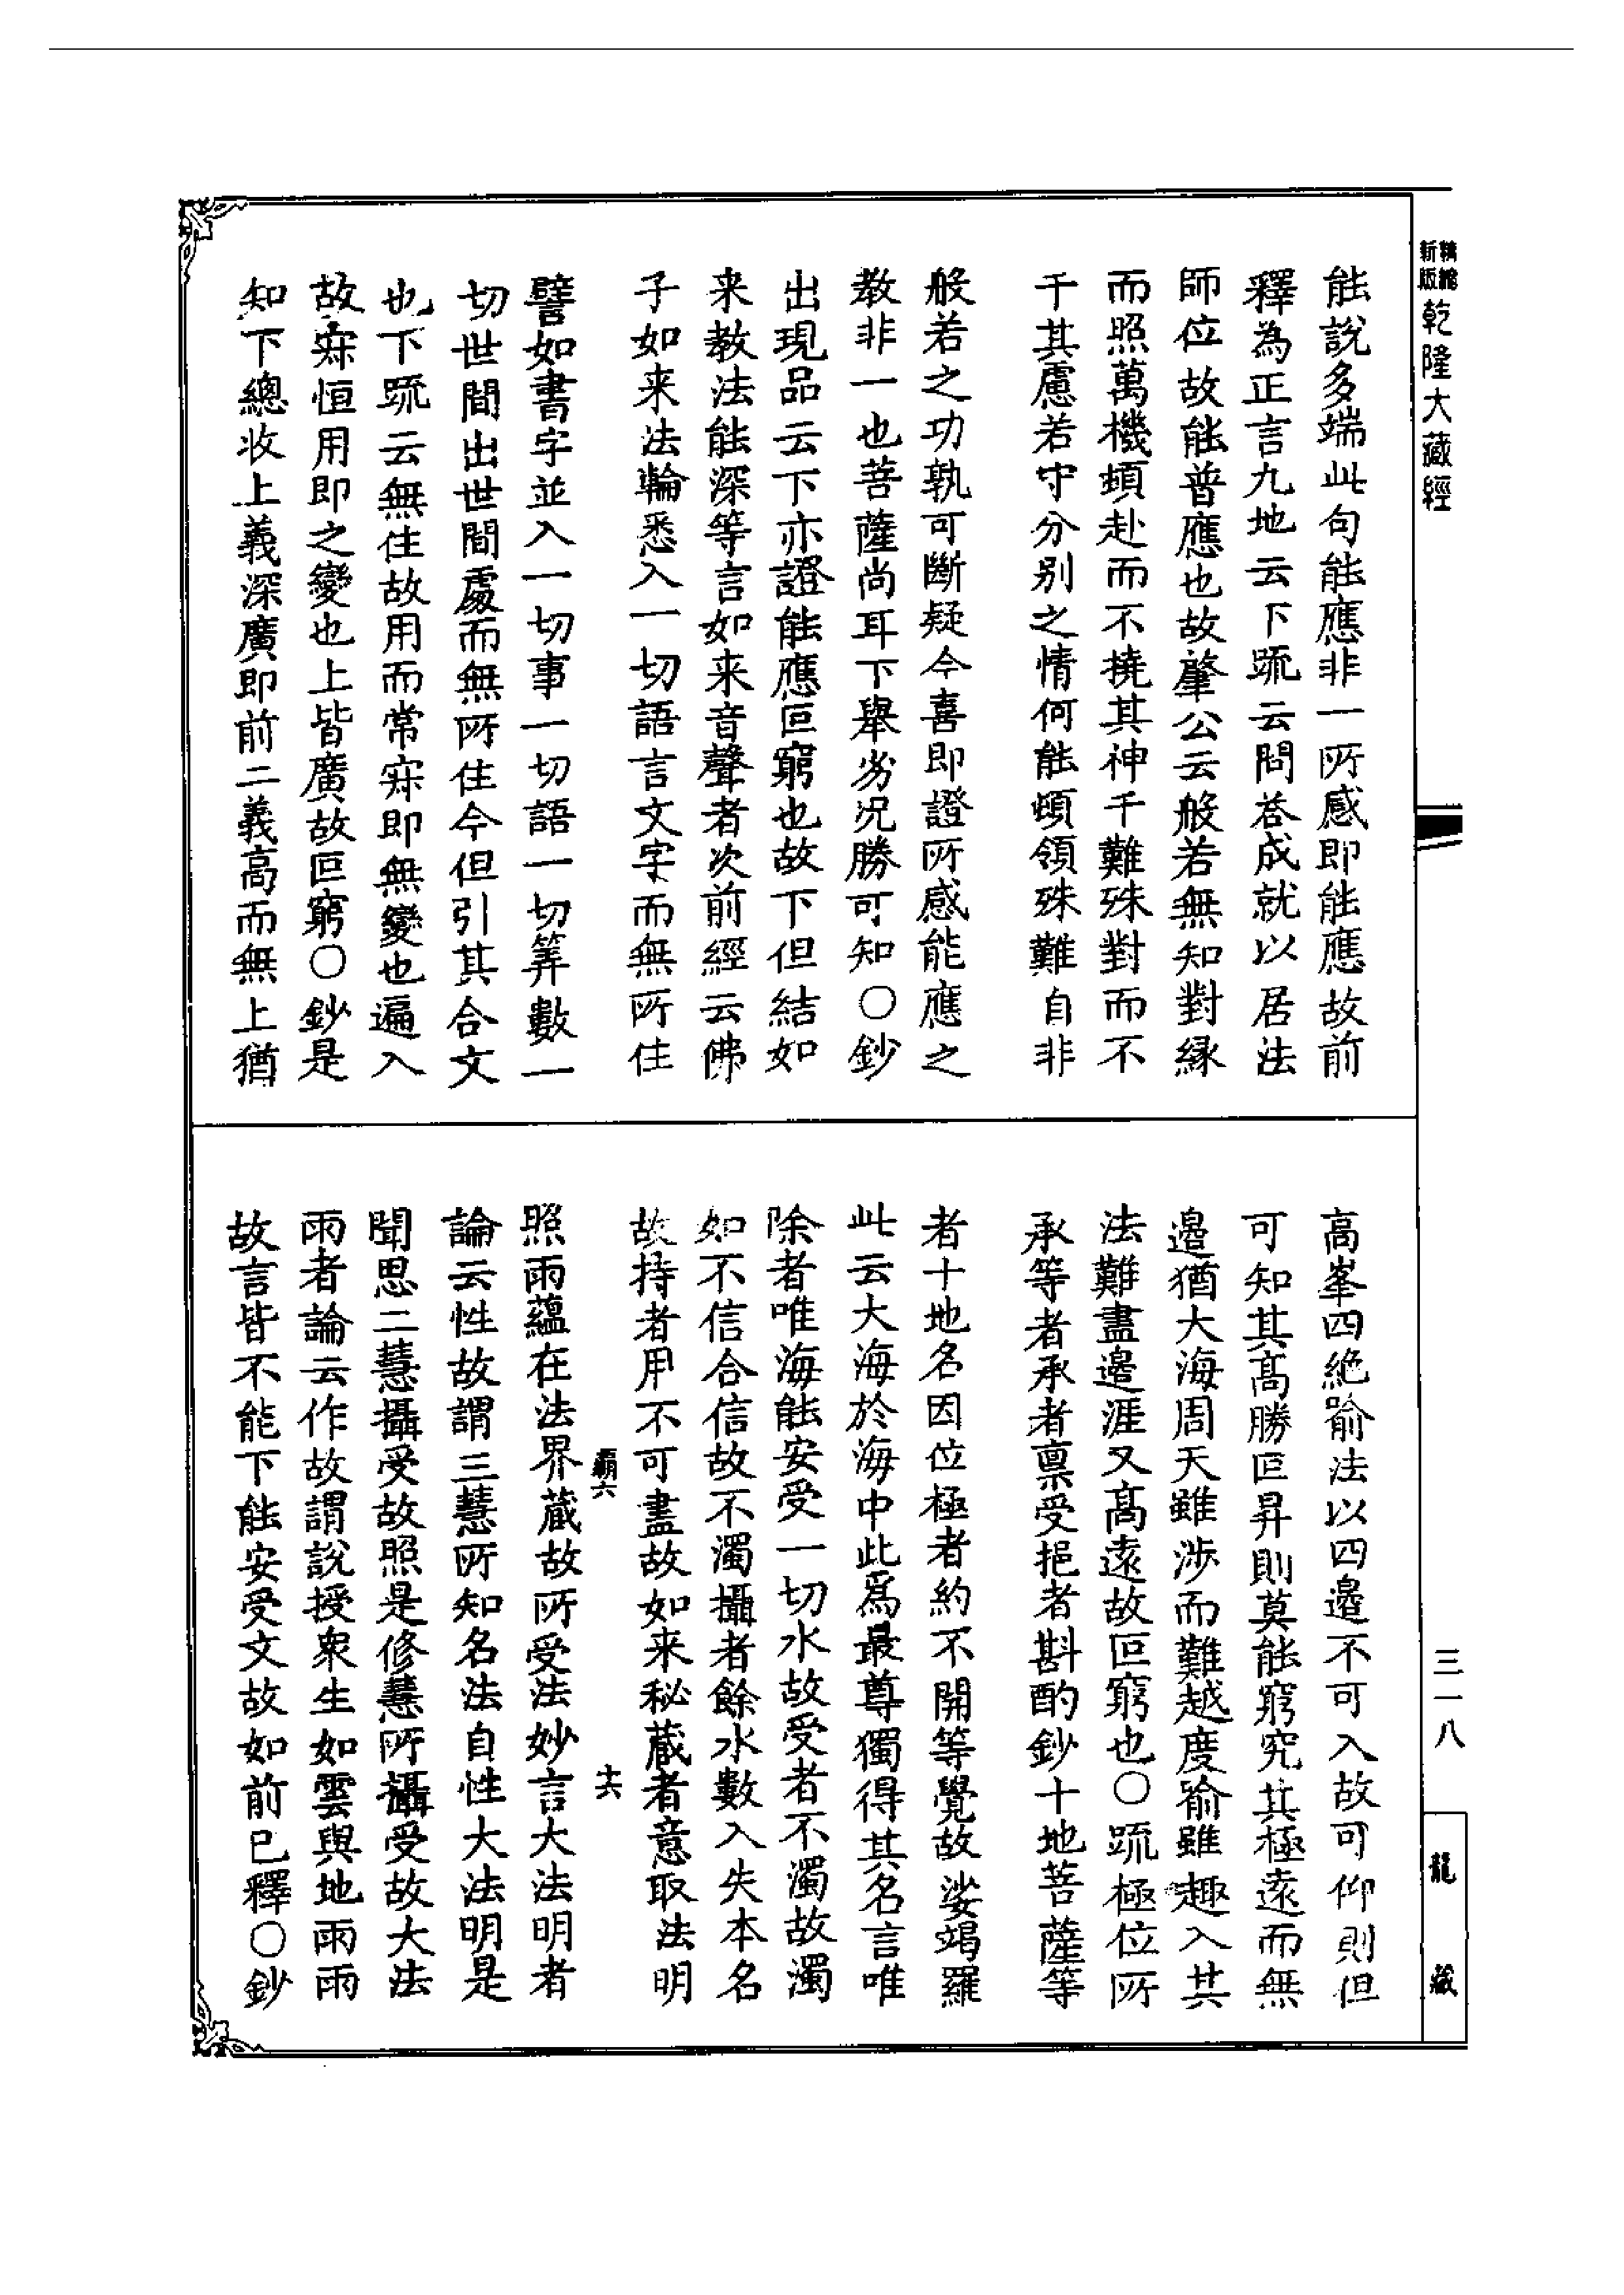 精縮新版
乾隆大藏經
能說多端此句能應非一所感即能應故前
釋為正言九地云下疏云問答成就以居法
師位故能普應也故肇公云般若無知對緣
而照萬機頓赴而不撓其神千難殊對而不
干其慮若守分别之情何能頓領殊難自非
般若之功孰可斷疑今喜即證所感能應之
教非一也菩薩尚耳下舉劣况勝可知〇鈔
出現品云下亦證能應叵窮也故下但結如
来教法能深等言如来音聲者次前經云佛
子如来法輪悉入一切語言文字而無所住
譬如書字並入一切事一切語一切筭數一
切世間出世間處而無所住今但引其合文
也下疏云無住故用而常寂即無變也遍入
故寂恒用即之變也上皆廣故叵窮〇鈔是
知下總收上義深廣即前二義高而無上猶
高峯四絶喻法以四邊不可入故可仰則但
可知其髙勝叵昇則莫能窮究其極遠而無
邊猶大海周天雖涉而難越度喻雖趣入其
法難盡邊涯又髙遠故叵窮也〇疏極位所
承等者承者禀受挹者斟酌鈔十地菩薩等
者十地名因位極者約不開等覺故娑竭羅
此云大海於海中此爲最尊獨得其名言唯
除者唯海能安受一切水故受者不濁故濁
如不信合信故不濁攝者餘水數入失本名
故持者用不可盡故如来秘蔵者意取法明
霸六
十六
照雨蘊在法界蔵故所受法妙言大法明者
論云性故謂三慧所知名法自性大法明是
聞思二慧攝受故照是修慧所攝受故大法
雨者論云作故謂說授衆生如雲與地雨雨
故言皆不能下能安受文故如前已釋〇鈔
三一八
龍藏